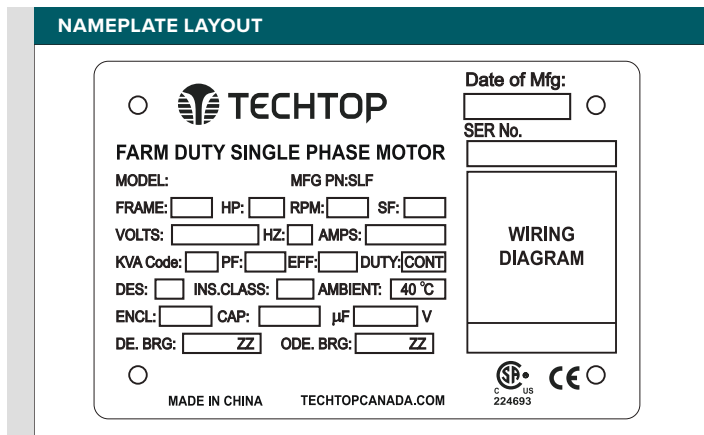 NAMEPLATE LAYOUT
TECHTOP
Date of Mfg:
SER No.
FARM DUTY SINGLE PHASE MOTOR
MODEL: MFG PN:SLF
FRAME: HP: RPM: SF:
VOLTS: HZ: AMPS:
KVA Code: PF: EFF: DUTY: CONT
DES: INS.CLASS: AMBIENT: 40 °C
ENCL: CAP: µF V
DE. BRG: ZZ ODE. BRG: ZZ
WIRING
DIAGRAM
MADE IN CHINA TECHTOPCANADA.COM
SA
C US
224693
CE